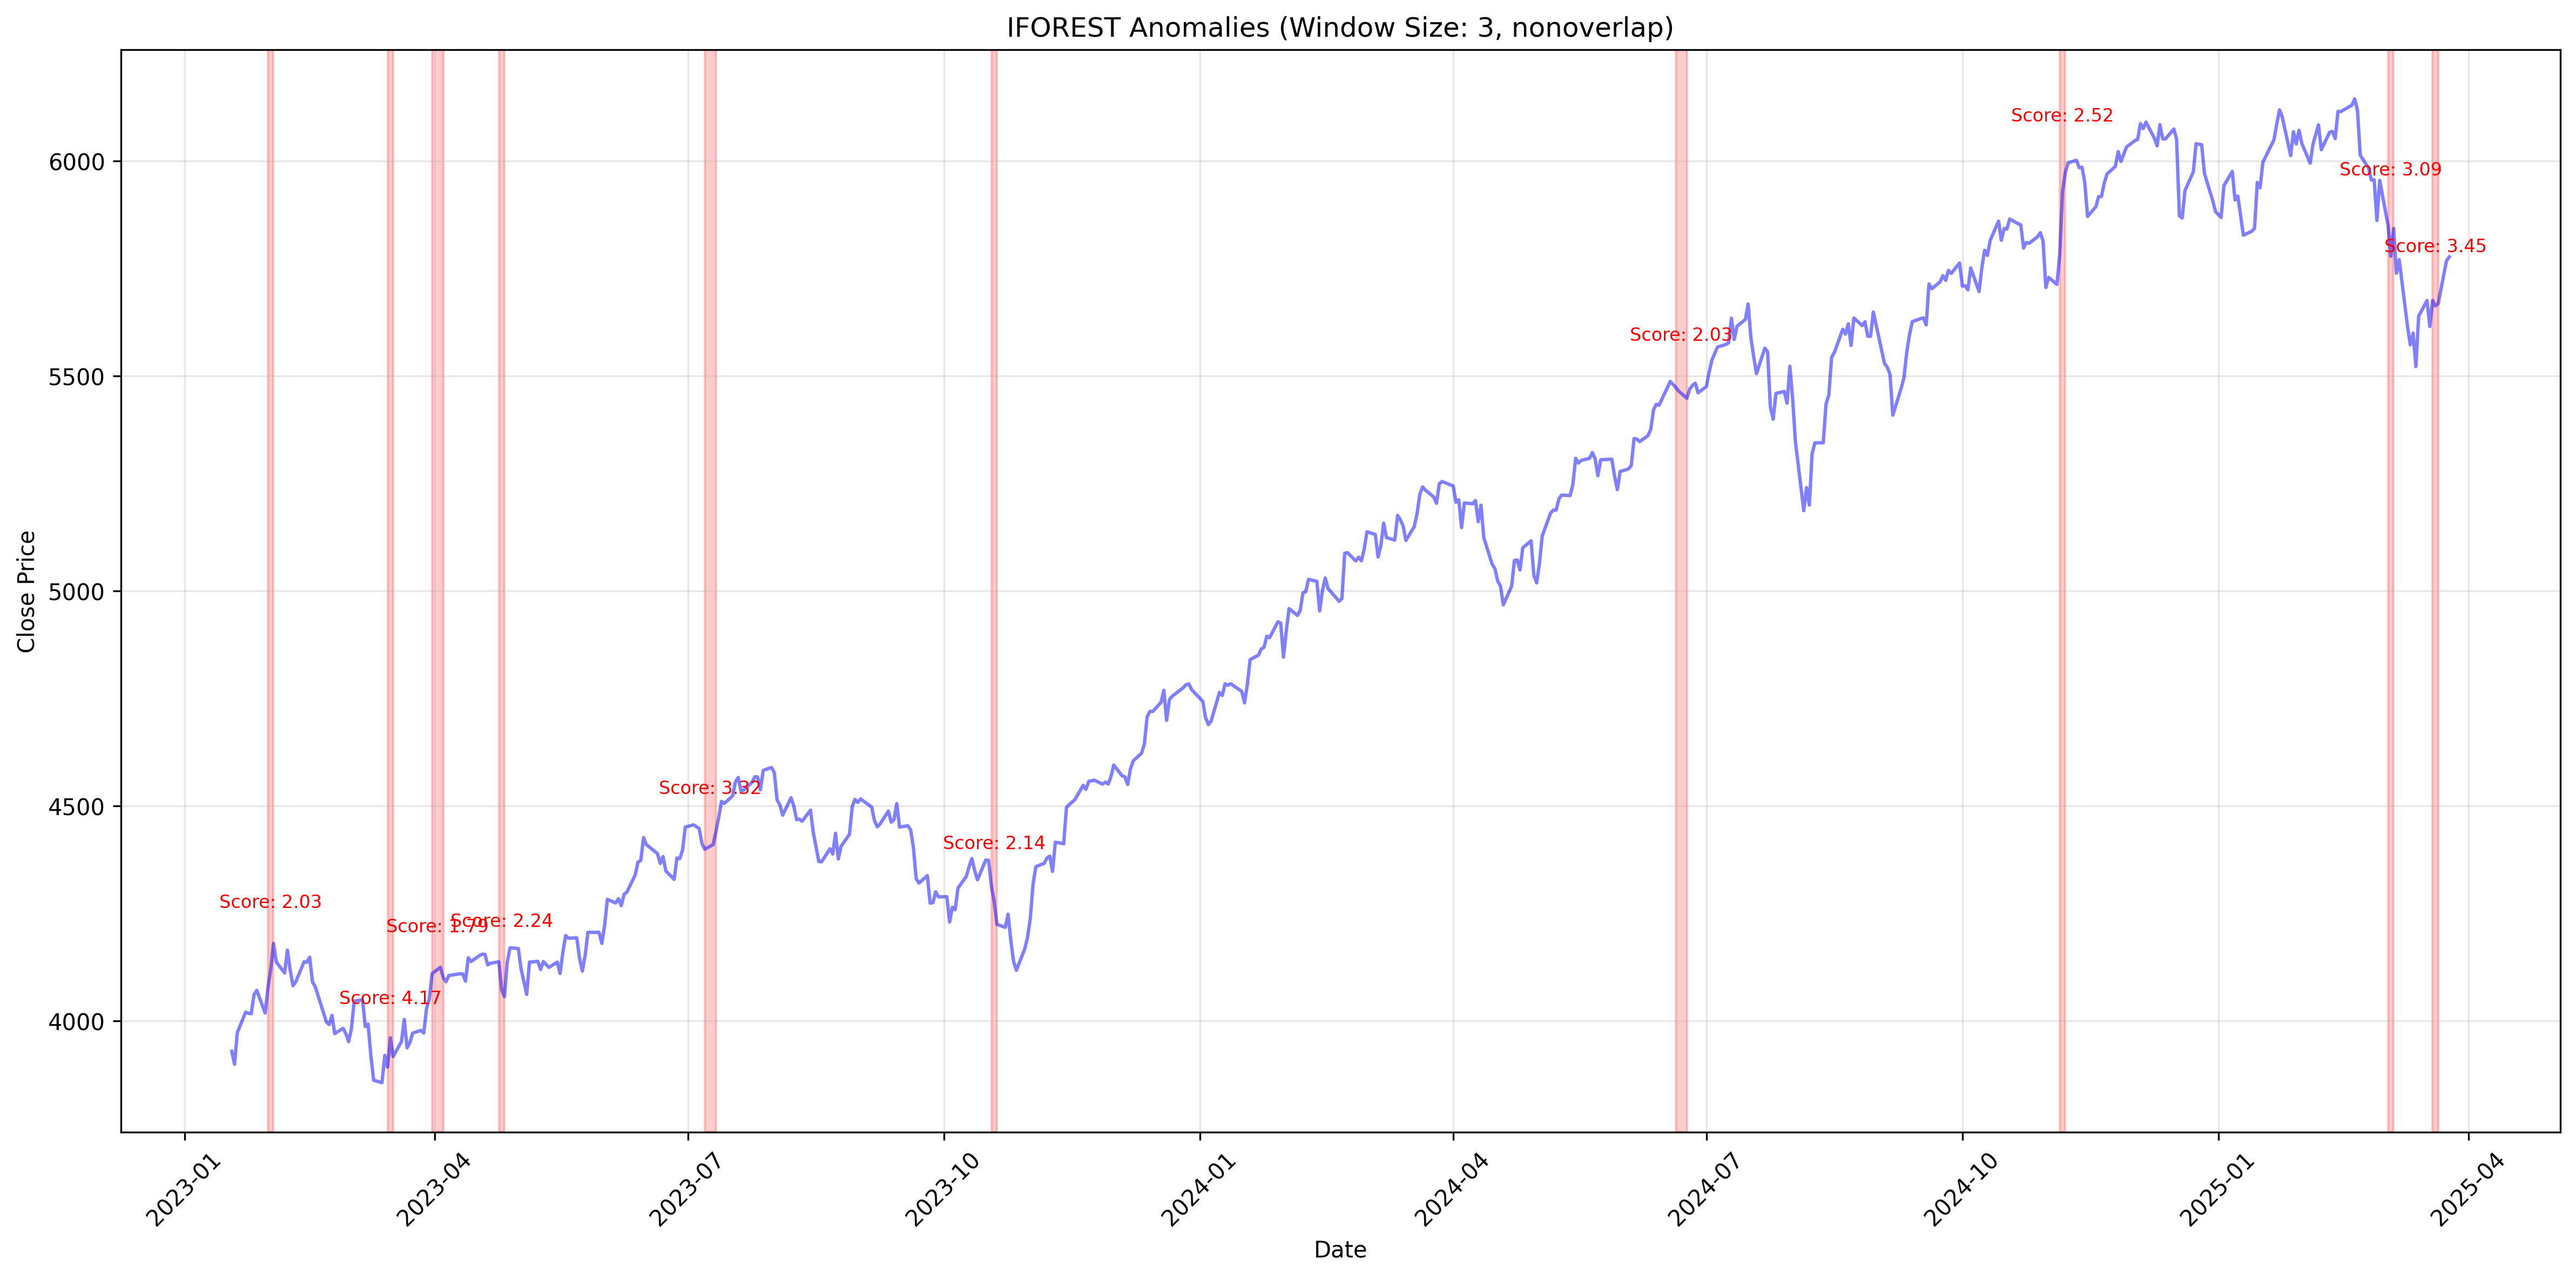 IFOREST Anomalies (Window Size: 3, nonoverlap)
Close Price
6000
5500
5000
4500
4000
Score: 2.03
Score: 4.17
Score: 1.79
Score: 2.24
Score: 3.32
Score: 2.14
Score: 2.03
Score: 2.52
Score: 3.09
Score: 3.45
2023-01
2023-04
2023-07
2023-10
2024-01
2024-04
2024-07
2024-10
2025-01
2025-04
Date